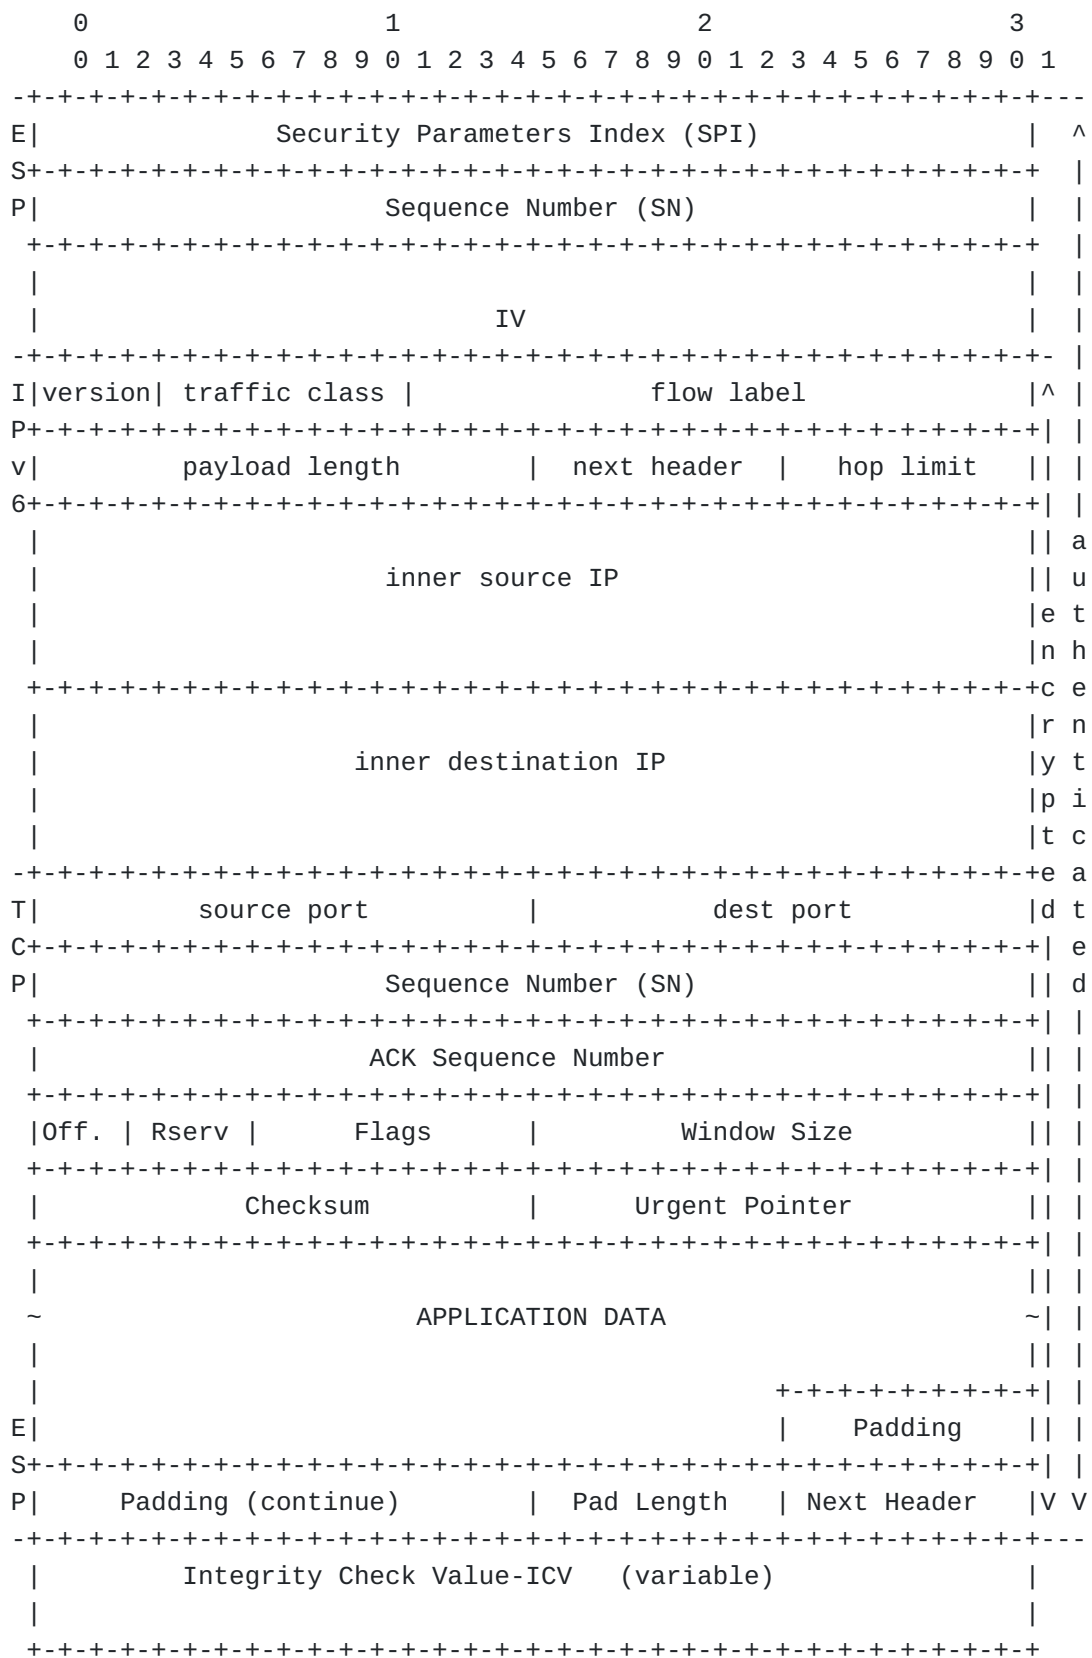 0                   1                   2                   3
    0 1 2 3 4 5 6 7 8 9 0 1 2 3 4 5 6 7 8 9 0 1 2 3 4 5 6 7 8 9 0 1
-+-+-+-+-+-+-+-+-+-+-+-+-+-+-+-+-+-+-+-+-+-+-+-+-+-+-+-+-+-+-+-+-+---
E|               Security Parameters Index (SPI)                 |  ^
S+-+-+-+-+-+-+-+-+-+-+-+-+-+-+-+-+-+-+-+-+-+-+-+-+-+-+-+-+-+-+-+-+  |
P|                      Sequence Number (SN)                     |  |
 +-+-+-+-+-+-+-+-+-+-+-+-+-+-+-+-+-+-+-+-+-+-+-+-+-+-+-+-+-+-+-+-+  |
 |                                                               |  |
 |                             IV                                |  |
-+-+-+-+-+-+-+-+-+-+-+-+-+-+-+-+-+-+-+-+-+-+-+-+-+-+-+-+-+-+-+-+-+- |
I|version| traffic class |               flow label              |^ |
P+-+-+-+-+-+-+-+-+-+-+-+-+-+-+-+-+-+-+-+-+-+-+-+-+-+-+-+-+-+-+-+-+| |
v|         payload length        |  next header  |   hop limit   || |
6+-+-+-+-+-+-+-+-+-+-+-+-+-+-+-+-+-+-+-+-+-+-+-+-+-+-+-+-+-+-+-+-+| |
 |                                                               || a
 |                      inner source IP                          || u
 |                                                               |e t
 |                                                               |n h
 +-+-+-+-+-+-+-+-+-+-+-+-+-+-+-+-+-+-+-+-+-+-+-+-+-+-+-+-+-+-+-+-+c e
 |                                                               |r n
 |                    inner destination IP                       |y t
 |                                                               |p i
 |                                                               |t c
-+-+-+-+-+-+-+-+-+-+-+-+-+-+-+-+-+-+-+-+-+-+-+-+-+-+-+-+-+-+-+-+-+e a
T|          source port          |           dest port           |d t
C+-+-+-+-+-+-+-+-+-+-+-+-+-+-+-+-+-+-+-+-+-+-+-+-+-+-+-+-+-+-+-+-+| e
P|                      Sequence Number (SN)                     || d
 +-+-+-+-+-+-+-+-+-+-+-+-+-+-+-+-+-+-+-+-+-+-+-+-+-+-+-+-+-+-+-+-+| |
 |                     ACK Sequence Number                       || |
 +-+-+-+-+-+-+-+-+-+-+-+-+-+-+-+-+-+-+-+-+-+-+-+-+-+-+-+-+-+-+-+-+| |
 |Off. | Rserv |      Flags      |         Window Size           || |
 +-+-+-+-+-+-+-+-+-+-+-+-+-+-+-+-+-+-+-+-+-+-+-+-+-+-+-+-+-+-+-+-+| |
 |             Checksum          |      Urgent Pointer           || |
 +-+-+-+-+-+-+-+-+-+-+-+-+-+-+-+-+-+-+-+-+-+-+-+-+-+-+-+-+-+-+-+-+| |
 |                                                               || |
 ~                        APPLICATION DATA                       ~| |
 |                                                               || |
 |                                               +-+-+-+-+-+-+-+-+| |
E|                                               |    Padding    || |
S+-+-+-+-+-+-+-+-+-+-+-+-+-+-+-+-+-+-+-+-+-+-+-+-+-+-+-+-+-+-+-+-+| |
P|     Padding (continue)        |  Pad Length   | Next Header   |V V
-+-+-+-+-+-+-+-+-+-+-+-+-+-+-+-+-+-+-+-+-+-+-+-+-+-+-+-+-+-+-+-+-+---
 |         Integrity Check Value-ICV   (variable)                |
 |                                                               |
 +-+-+-+-+-+-+-+-+-+-+-+-+-+-+-+-+-+-+-+-+-+-+-+-+-+-+-+-+-+-+-+-+